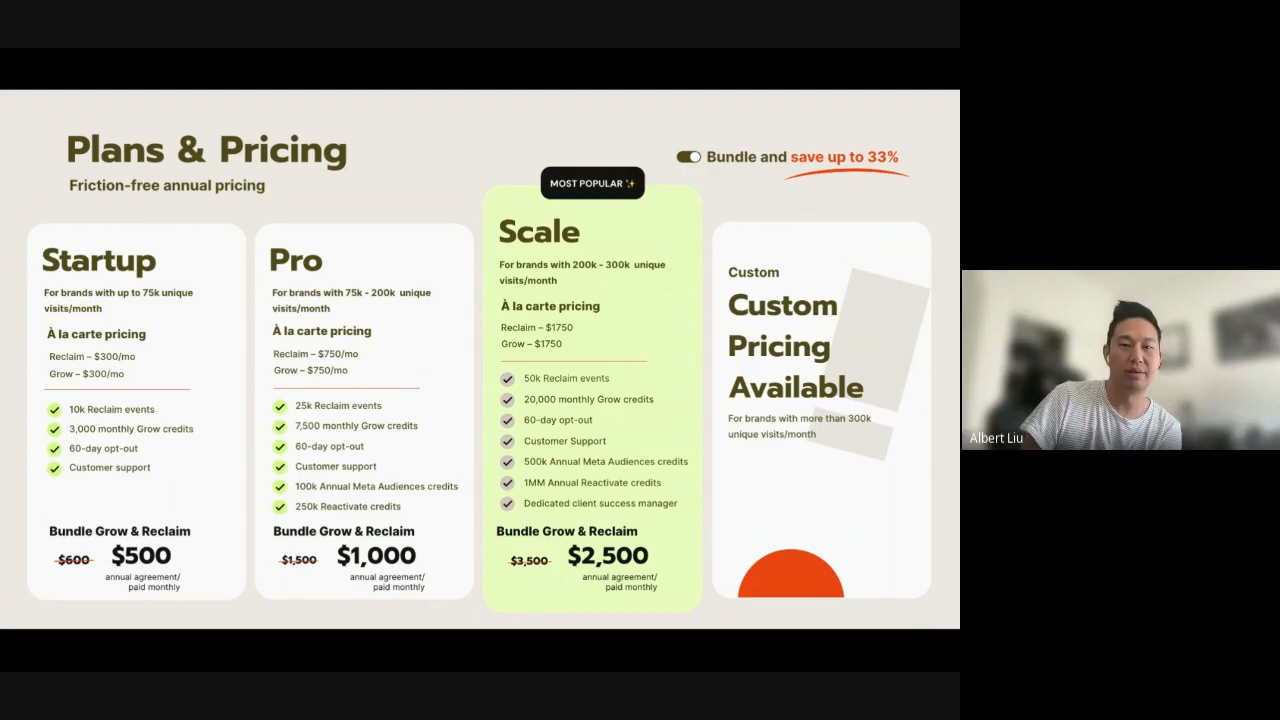 Plans & Pricing
Friction-free annual pricing
Bundle and save up to 33%
Startup
For brands with up to 75k unique
visits/month
À la carte pricing
Reclaim – $300/mo
Grow – $300/mo
10k Reclaim events
3,000 monthly Grow credits
60-day opt-out
Customer support
Bundle Grow & Reclaim
$600 $500
annual agreement/
paid monthly
Pro
For brands with 75k - 200k unique
visits/month
À la carte pricing
Reclaim – $750/mo
Grow – $750/mo
25k Reclaim events
7,500 monthly Grow credits
60-day opt-out
Customer support
100k Annual Meta Audiences credits
250k Reactivate credits
Bundle Grow & Reclaim
$1,500 $1,000
annual agreement/
paid monthly
MOST POPULAR ✨
Scale
For brands with 200k - 300k unique
visits/month
À la carte pricing
Reclaim – $1750
Grow – $1750
50k Reclaim events
20,000 monthly Grow credits
60-day opt-out
Customer Support
500k Annual Meta Audiences credits
1MM Annual Reactivate credits
Dedicated client success manager
Bundle Grow & Reclaim
$3,500 $2,500
annual agreement/
paid monthly
Custom
Custom
Pricing
Available
For brands with more than 300k
unique visits/month
Albert Liu